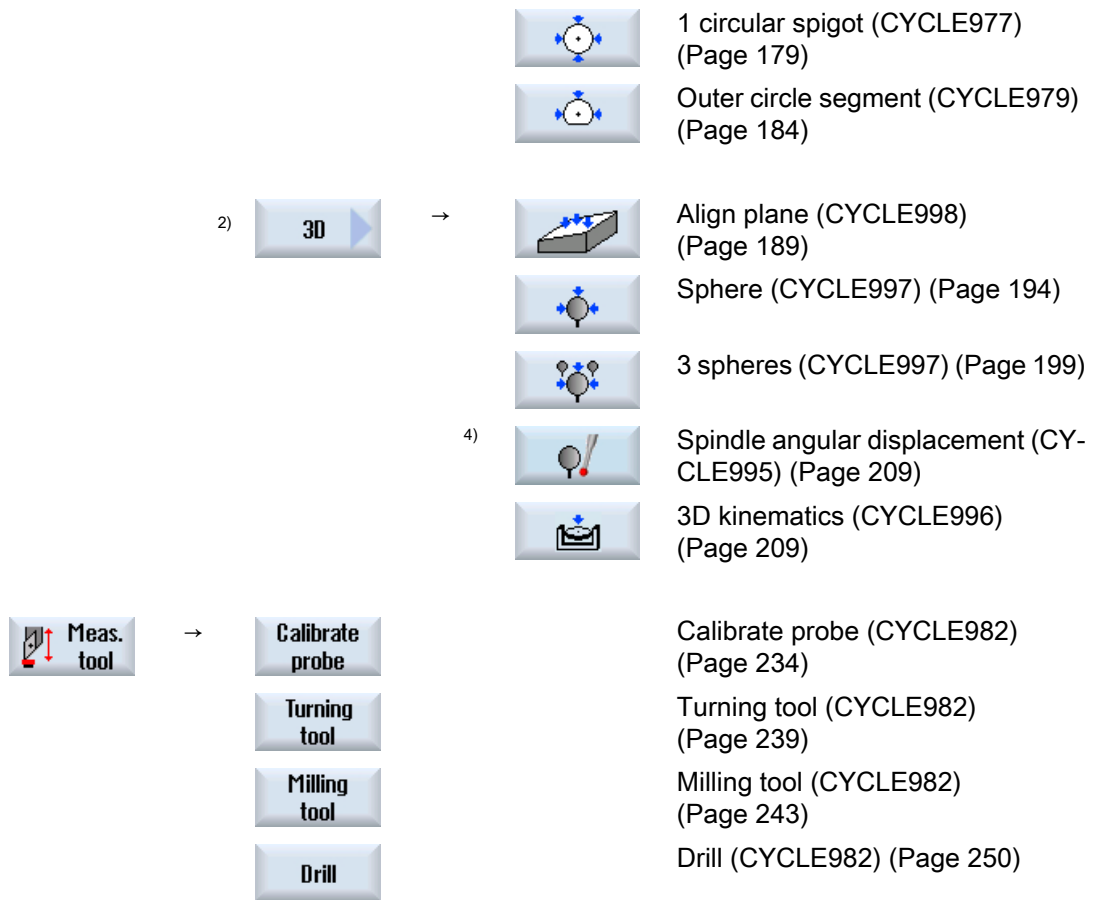 1 circular spigot (CYCLE977)
(Page 179)
Outer circle segment (CYCLE979)
(Page 184)
2)
3D
→
Align plane (CYCLE998)
(Page 189)
Sphere (CYCLE997) (Page 194)
3 spheres (CYCLE997) (Page 199)
4)
Spindle angular displacement (CY-
CLE995) (Page 209)
3D kinematics (CYCLE996)
(Page 209)
Meas.
tool
→
Calibrate
probe
Calibrate probe (CYCLE982)
(Page 234)
Turning
tool
Turning tool (CYCLE982)
(Page 239)
Milling
tool
Milling tool (CYCLE982)
(Page 243)
Drill
Drill (CYCLE982) (Page 250)